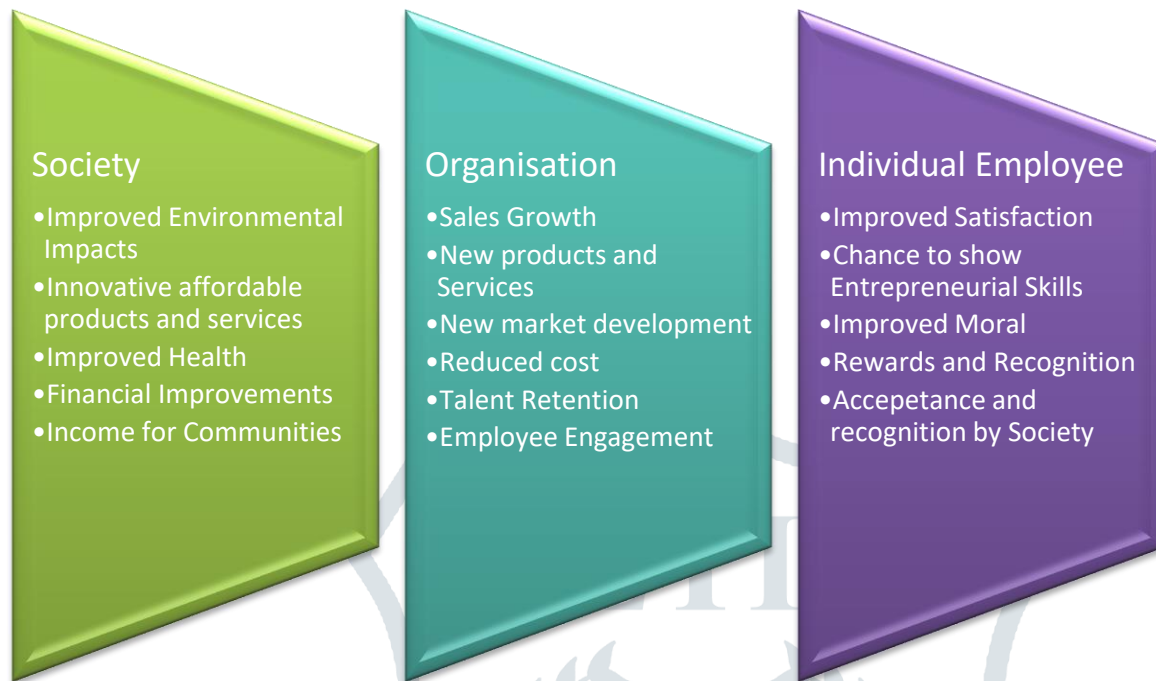 Society
•Improved Environmental
Impacts
•Innovative affordable
products and services
•Improved Health
•Financial Improvements
•Income for Communities
Organisation
•Sales Growth
•New products and
Services
•New market development
•Reduced cost
•Talent Retention
•Employee Engagement
Individual Employee
•Improved Satisfaction
•Chance to show
Entrepreneurial Skills
•Improved Moral
•Rewards and Recognition
•Accepetance and
recognition by Society